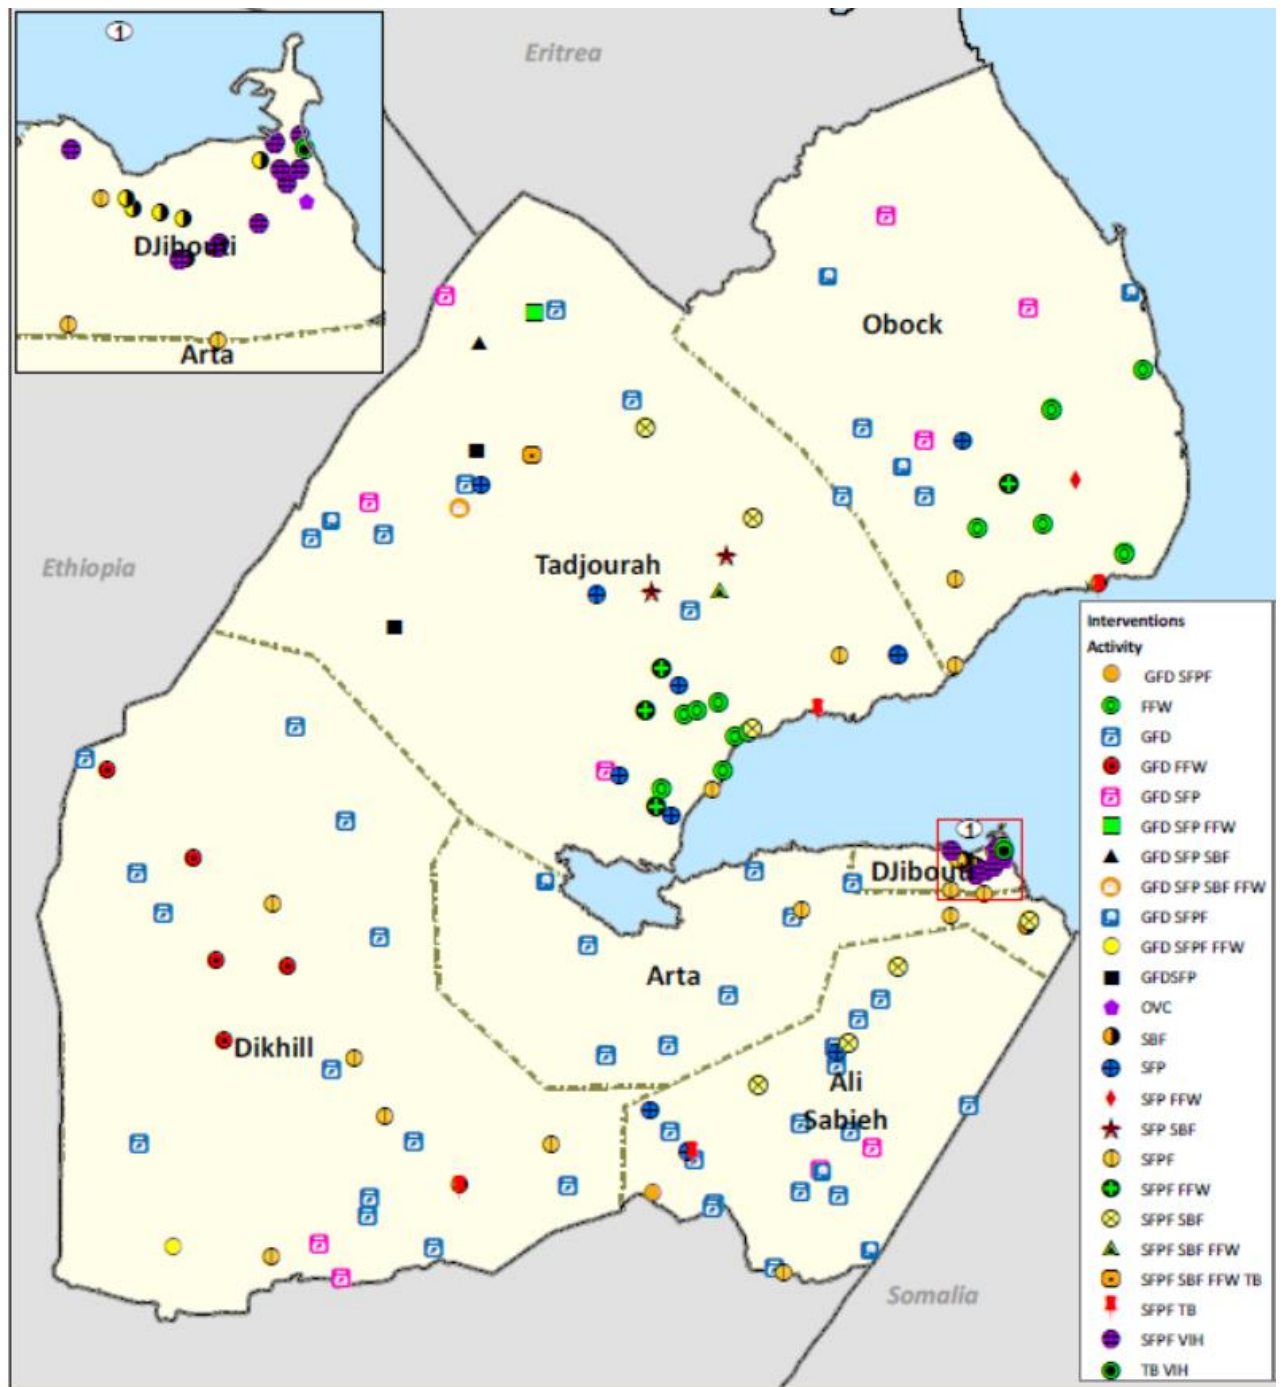 1
Eritrea
Obock
DJibouti
Arta
Ethiopia
Tadjourah
Interventions
Activity
GFD SFPF
FFW
GFD
GFD FFW
GFD SFP
GFD SFP FFW
GFD SFP SBF
GFD SFP SBF FFW
GFD SFPF
GFD SFPF FFW
GFDSFP
OVC
SBF
SFP
SFP FFW
SFP SBF
SFPF
SFPF FFW
SFPF SBF
SFPF SBF FFW
SFPF SBF FFW TB
SFPF TB
SFPF VIH
TB VIH
1
DJibouti
Arta
Dikhill
Ali
Sabieh
Somalia